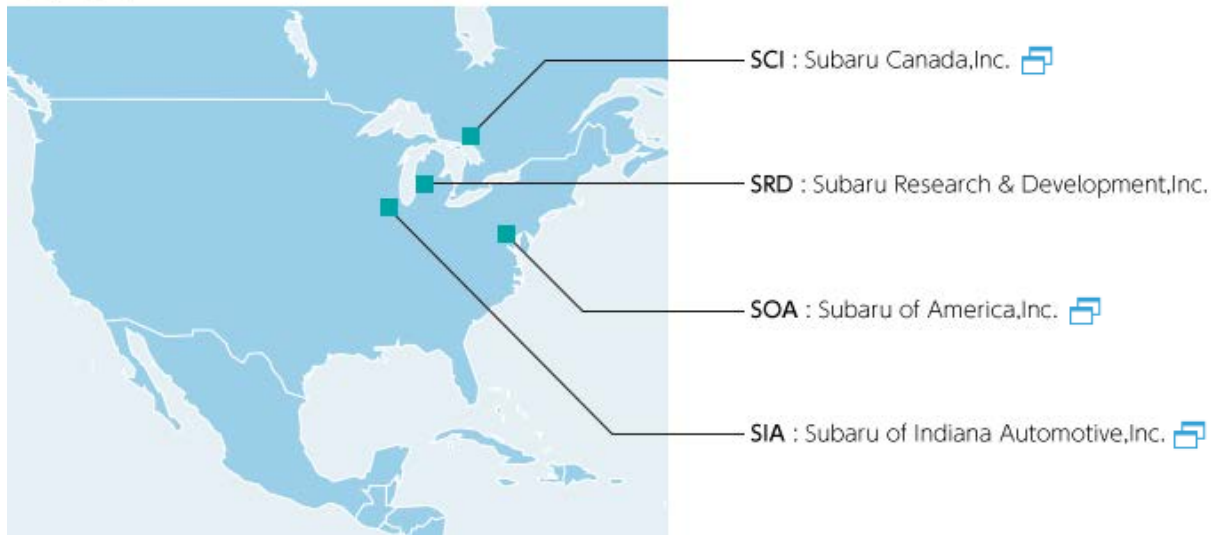 SCI : Subaru Canada,Inc.
SRD : Subaru Research & Development,Inc.
SOA : Subaru of America,Inc.
SIA : Subaru of Indiana Automotive,Inc.